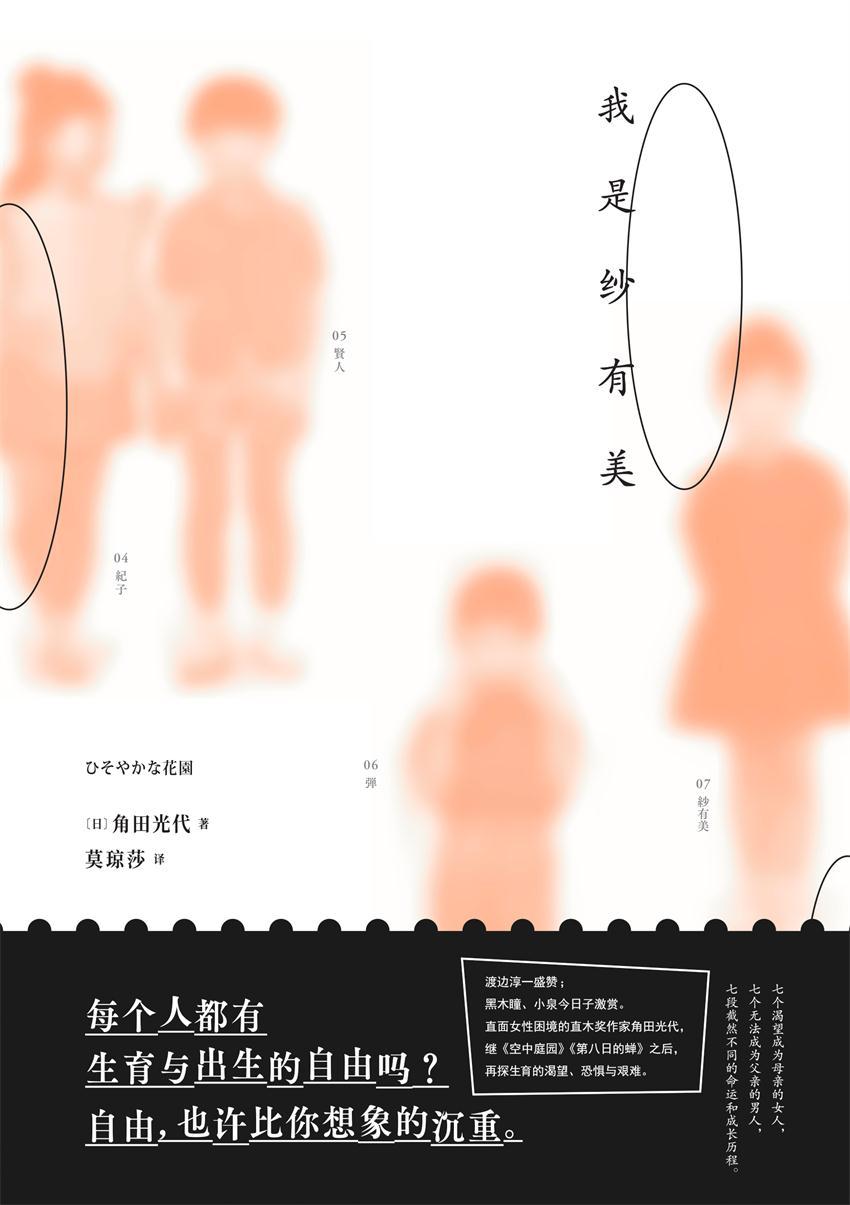 我是纱有美
05
賢人
04
紀子
06
弾
07
紗有美
ひそやかな花園
〔日〕角田光代 著
莫琼莎 译
每个人都有
生育与出生的自由吗？
自由，也许比你想象的沉重。
渡边淳一盛赞；
黑木瞳、小泉今日子激赏。
直面女性困境的直木奖作家角田光代，
继《空中庭园》《第八日的蝉》之后，
再探生育的渴望、恐惧与艰难。
七个渴望成为母亲的女人，
七个无法成为父亲的男人，
七段截然不同的命运和成长历程。